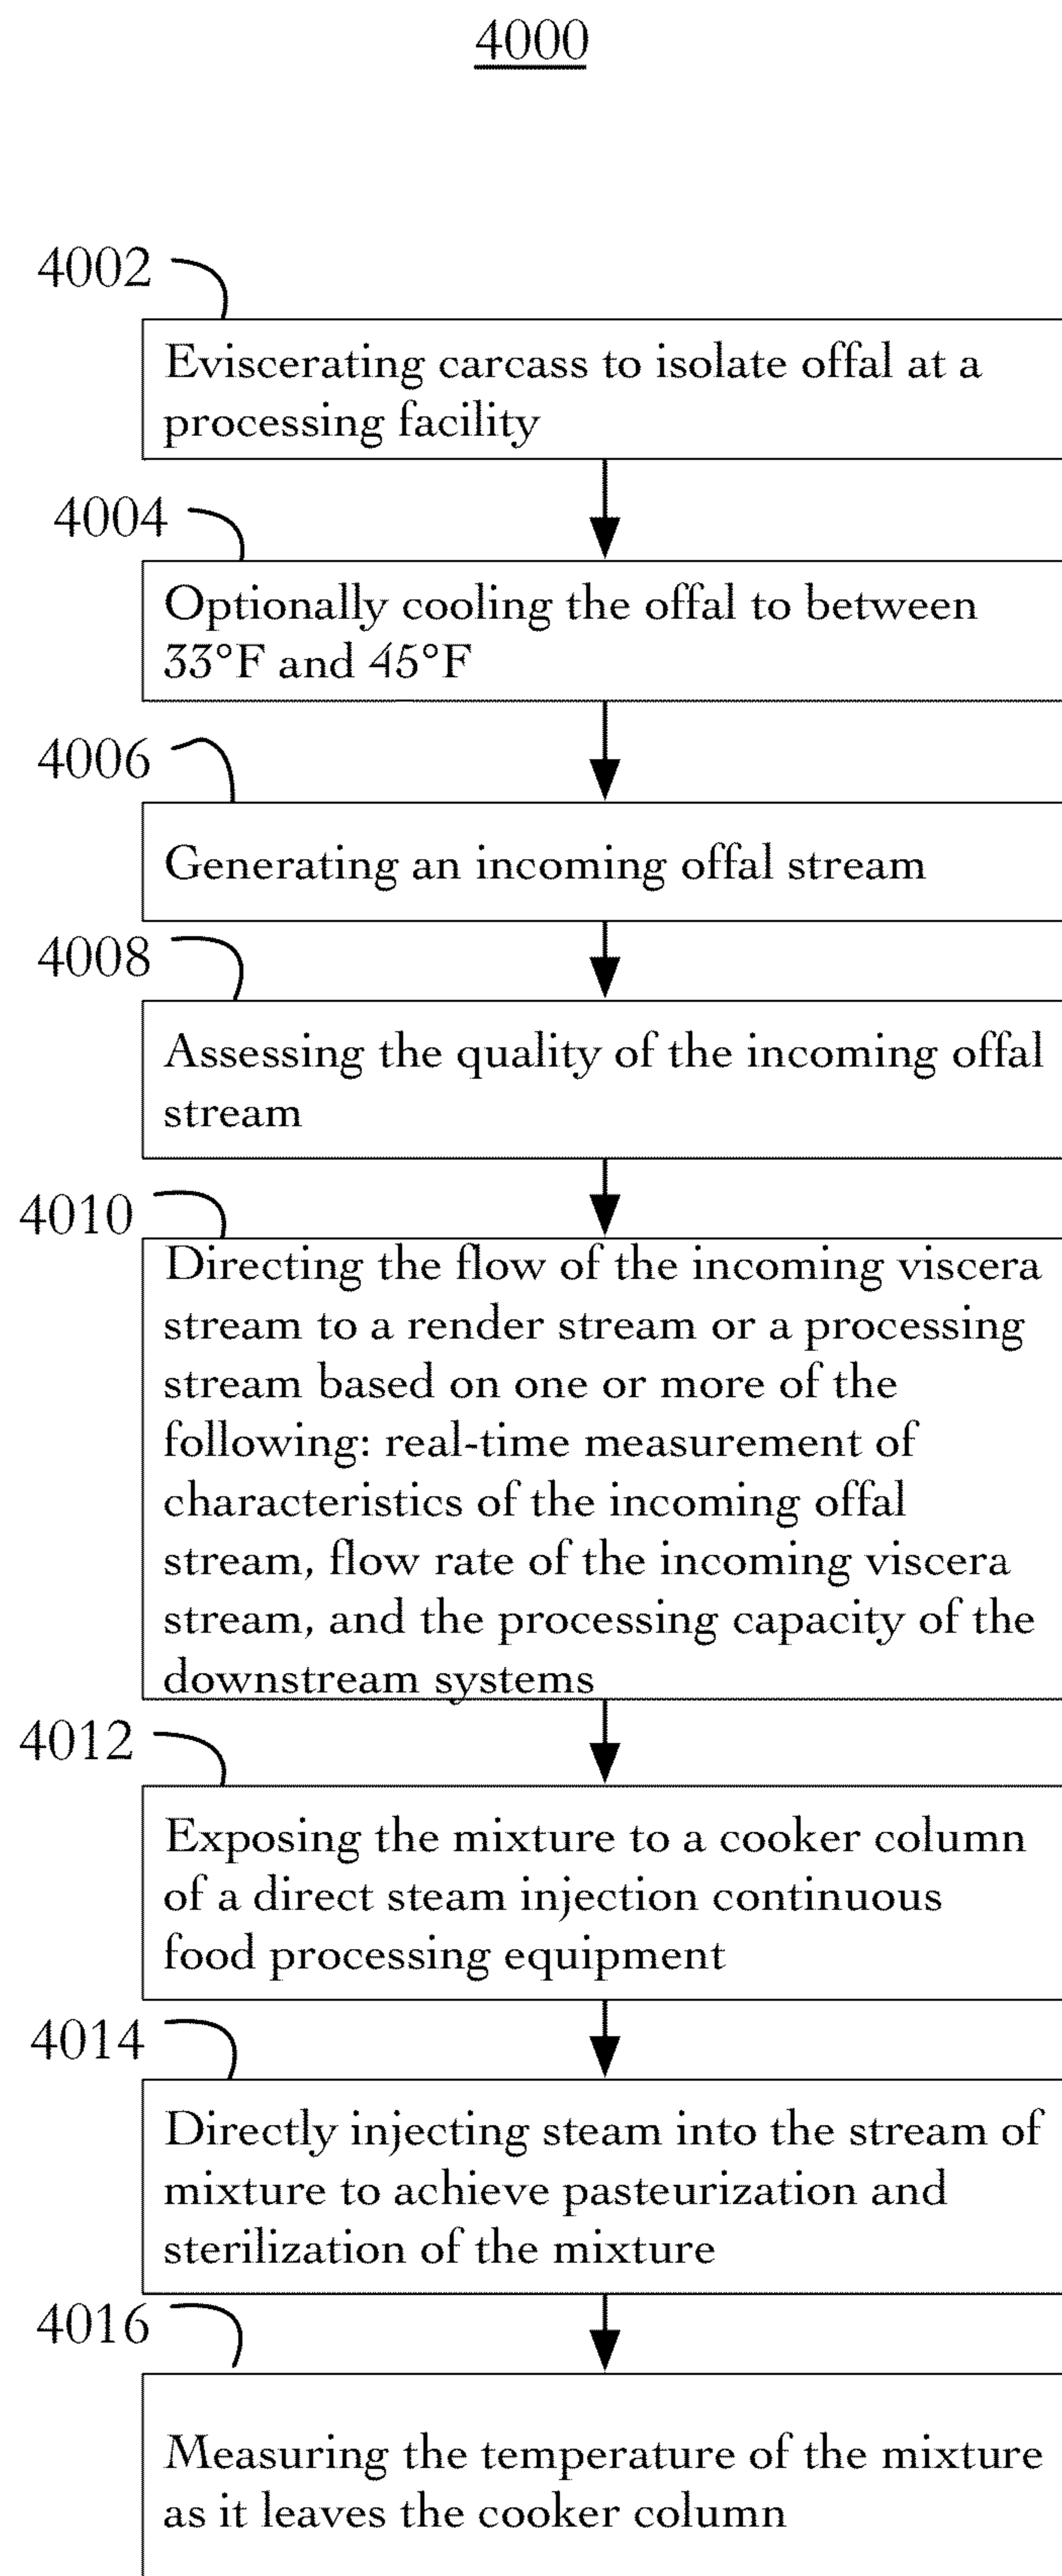 4000
4002
Eviscerating carcass to isolate offal at a
processing facility
4004
Optionally cooling the offal to between
33°F and 45°F
4006
Generating an incoming offal stream
4008
Assessing the quality of the incoming offal
stream
4010
Directing the flow of the incoming viscera
stream to a render stream or a processing
stream based on one or more of the
following: real-time measurement of
characteristics of the incoming offal
stream, flow rate of the incoming viscera
stream, and the processing capacity of the
downstream systems
4012
Exposing the mixture to a cooker column
of a direct steam injection continuous
food processing equipment
4014
Directly injecting steam into the stream of
mixture to achieve pasteurization and
sterilization of the mixture
4016
Measuring the temperature of the mixture
as it leaves the cooker column